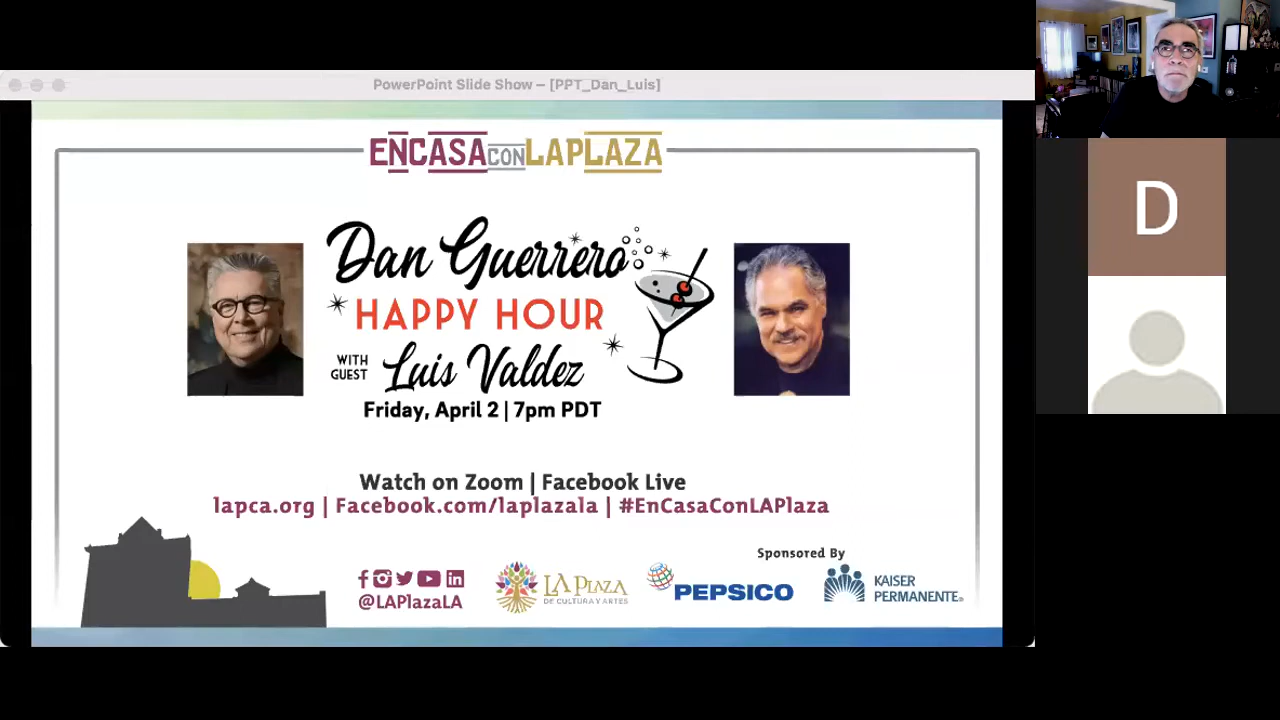 PowerPoint Slide Show – [PPT_Dan_Luis]
ENCASACONLAPLAZA
Dan Guerrero
HAPPY HOUR
WITH GUEST Luis Valdez
Friday, April 2 | 7pm PDT
Watch on Zoom | Facebook Live
lapca.org | Facebook.com/laplazala | #EnCasaConLAPlaza
Sponsored By
@LAPlazaLA
LA PLAZA
DE CULTURA Y ARTES
PEPSICO
KAISER
PERMANENTE®
D